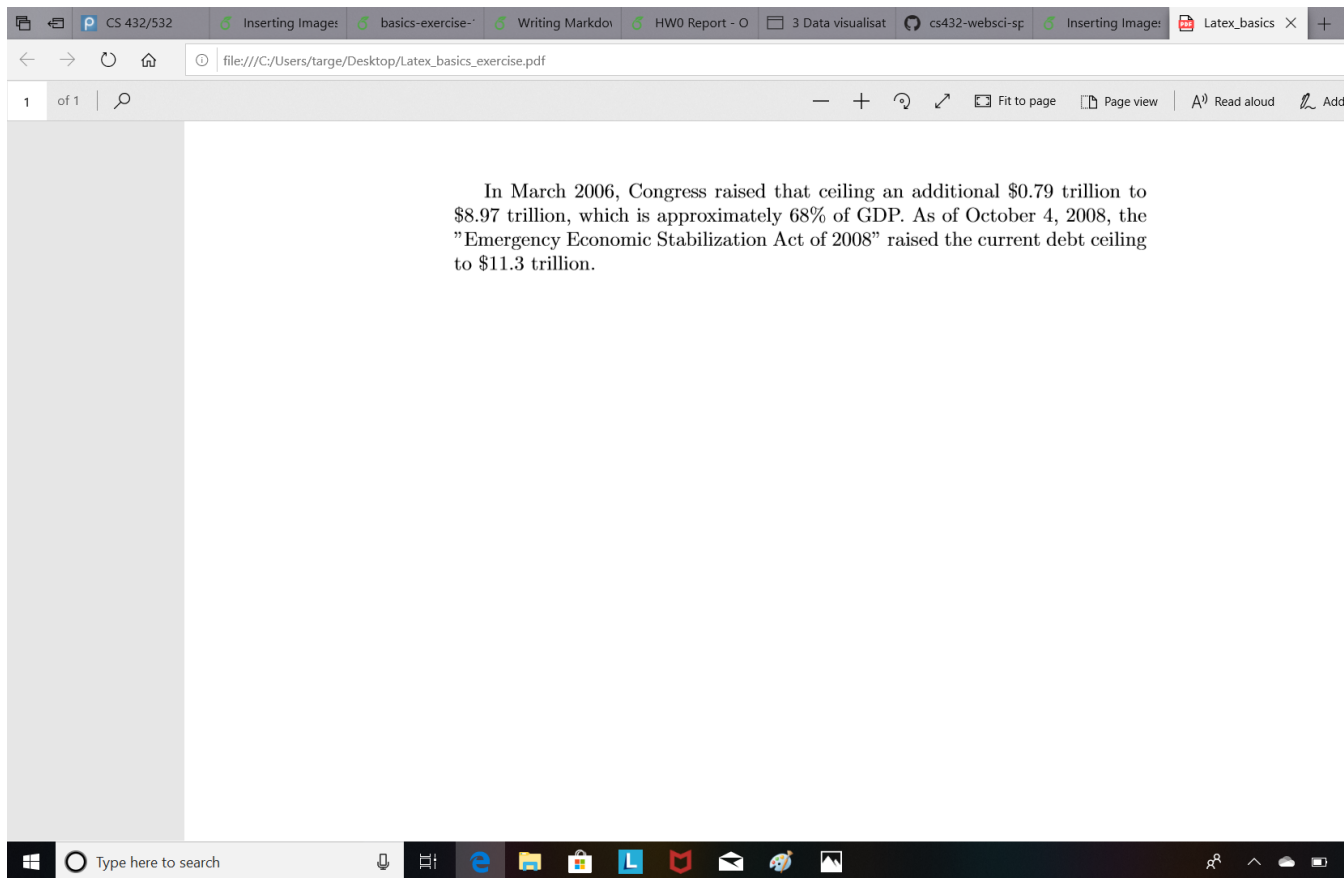 CS 432/532
Inserting Images
basics-exercise-
Writing Markdov
HW0 Report - O
3 Data visualisat
cs432-websci-sp
Inserting Images
Latex_basics
file:///C:/Users/targe/Desktop/Latex_basics_exercise.pdf
1 of 1
Fit to page
Page view
Read aloud
Add
In March 2006, Congress raised that ceiling an additional $0.79 trillion to
$8.97 trillion, which is approximately 68% of GDP. As of October 4, 2008, the
”Emergency Economic Stabilization Act of 2008” raised the current debt ceiling
to $11.3 trillion.
Type here to search